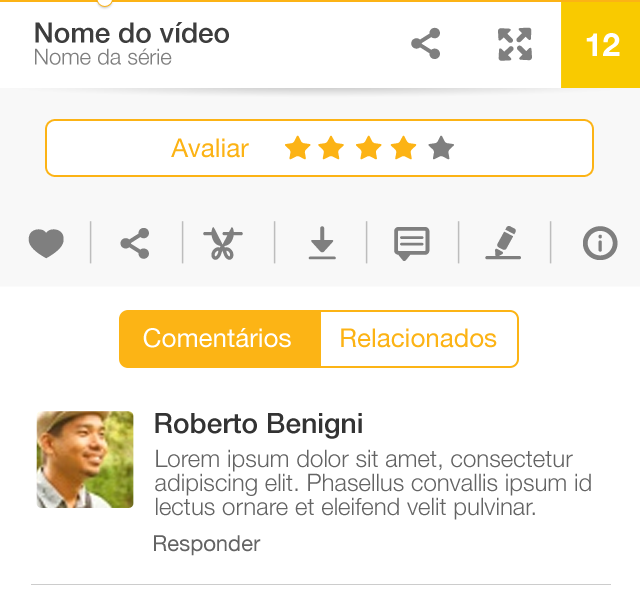 Nome do vídeo
Nome da série
12
Avaliar
Comentários
Relacionados
Roberto Benigni
Lorem ipsum dolor sit amet, consectetur
adipiscing elit. Phasellus convallis ipsum id
lectus ornare et eleifend velit pulvinar.
Responder